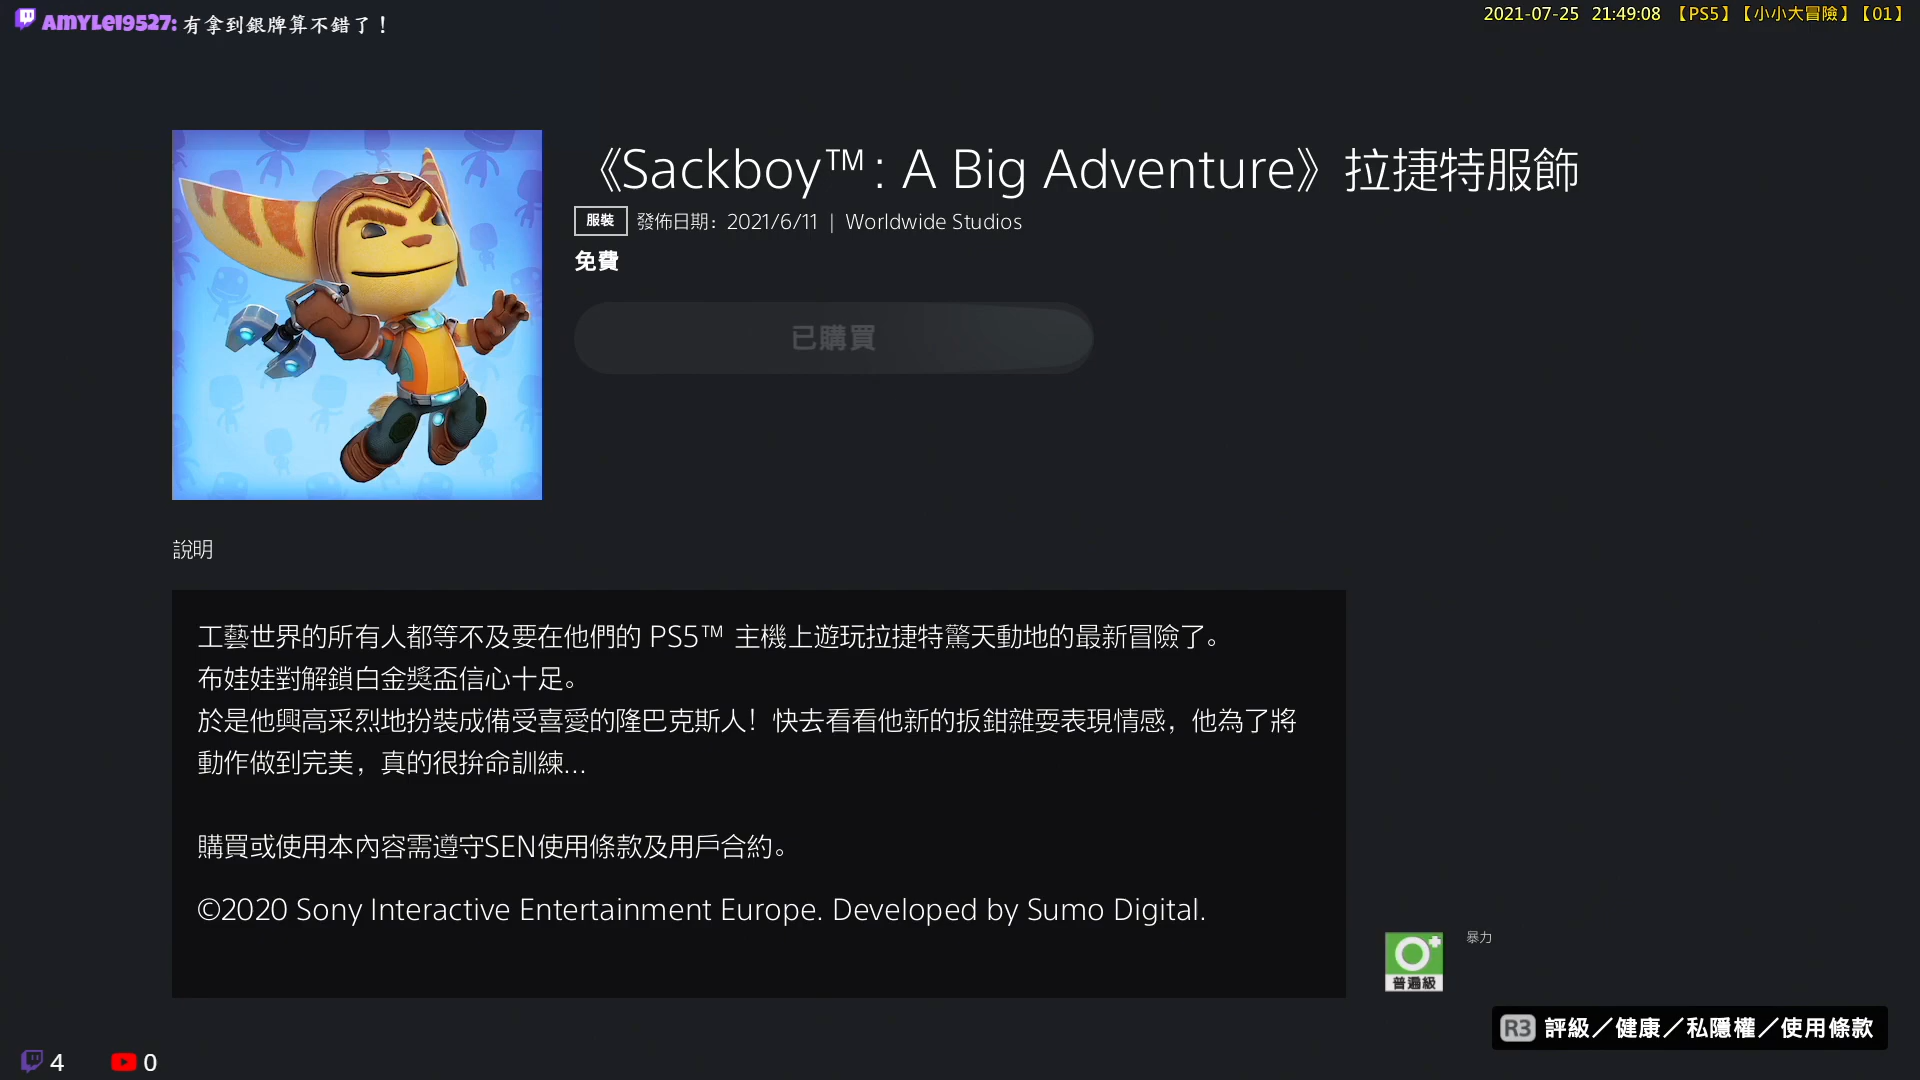 AMYLEI9527: 有拿到銀牌算不錯了！
2021-07-25 21:49:08 【PS5】【小小大冒險】【01】
《Sackboy™: A Big Adventure》拉捷特服飾
服裝 發佈日期: 2021/6/11 | Worldwide Studios
免費
已購買
說明
工藝世界的所有人都等不及要在他們的 PS5™ 主機上遊玩拉捷特驚天動地的最新冒險了。
布娃娃對解鎖白金獎盃信心十足。
於是他興高采烈地扮裝成備受喜愛的隆巴克斯人！快去看看他新的扳鉗雜耍表現情感，他為了將
動作做到完美，真的很拚命訓練...
購買或使用本內容需遵守SEN使用條款及用戶合約。
©2020 Sony Interactive Entertainment Europe. Developed by Sumo Digital.
暴力
普遍級
R3 評級／健康／私隱權／使用條款
4 0